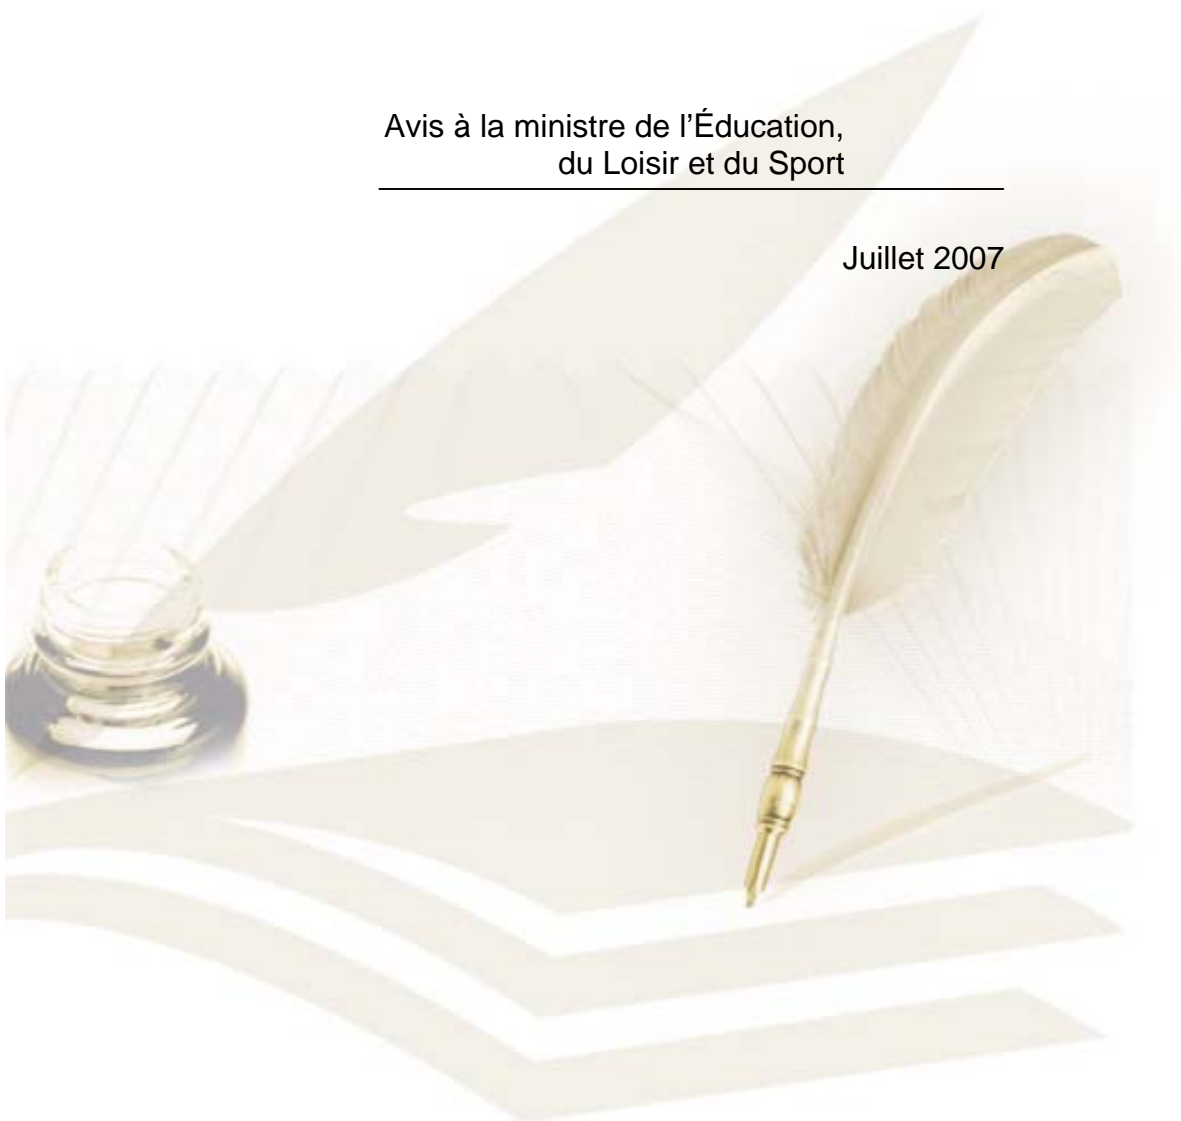 Avis à la ministre de l’Éducation,
du Loisir et du Sport
Juillet 2007